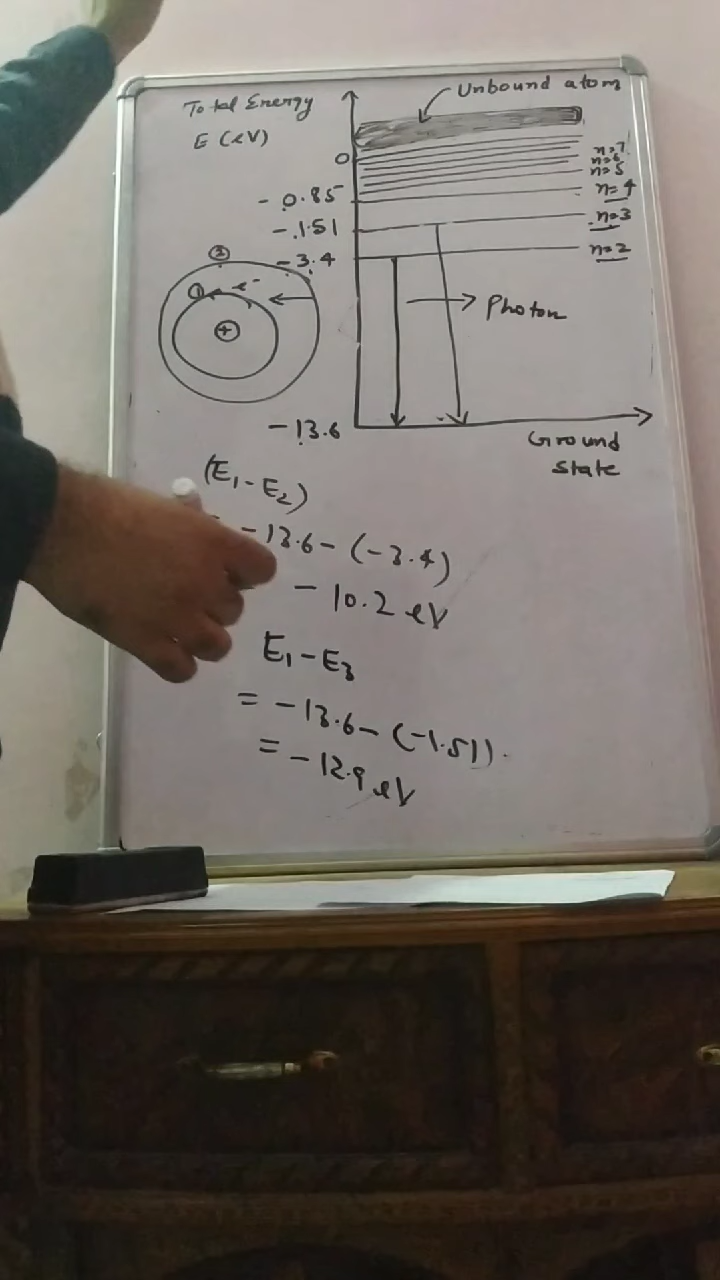 Total Energy
E (eV)
Unbound atom
0
n=7
n=6
n=5
- 0.85
n=4
- 1.51
n=3
- 3.4
n=2
②
① e⁻
+
Photon
- 13.6
Ground
state
(E₁ - E₂)
- 13.6 - (-3.4)
- 10.2 eV
E₁ - E₃
= - 13.6 - (-1.51).
= - 12.9 eV